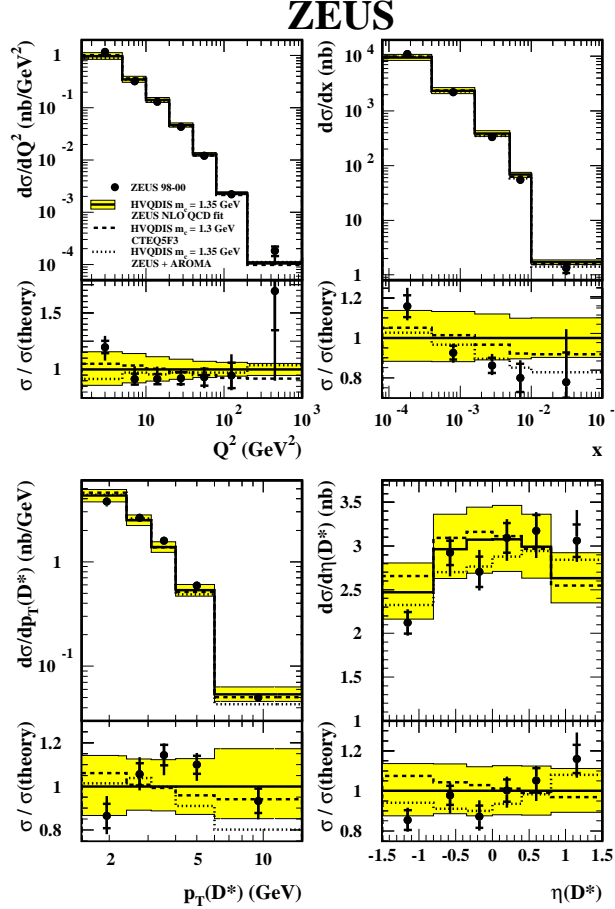 ZEUS
dσ/dQ² (nb/GeV²)
1
10⁻¹
10⁻²
10⁻³
10⁻⁴
ZEUS 98-00
HVQDIS m_c = 1.35 GeV
ZEUS NLO QCD fit
HVQDIS m_c = 1.3 GeV
CTEQ5F3
HVQDIS m_c = 1.35 GeV
ZEUS + AROMA
σ / σ(theory)
1.5
1
10 10² 10³
Q² (GeV²)
dσ/dx (nb)
10⁴
10³
10²
10
1
σ / σ(theory)
1.2
1
0.8
10⁻⁴ 10⁻³ 10⁻² 10⁻¹
x
dσ/dp_T(D*) (nb/GeV)
1
10⁻¹
σ / σ(theory)
1.2
1
0.8
2 5 10
p_T(D*) (GeV)
dσ/dη(D*) (nb)
3.5
3
2.5
2
1.5
1
σ / σ(theory)
1.2
1
0.8
-1.5 -1 -0.5 0 0.5 1 1.5
η(D*)